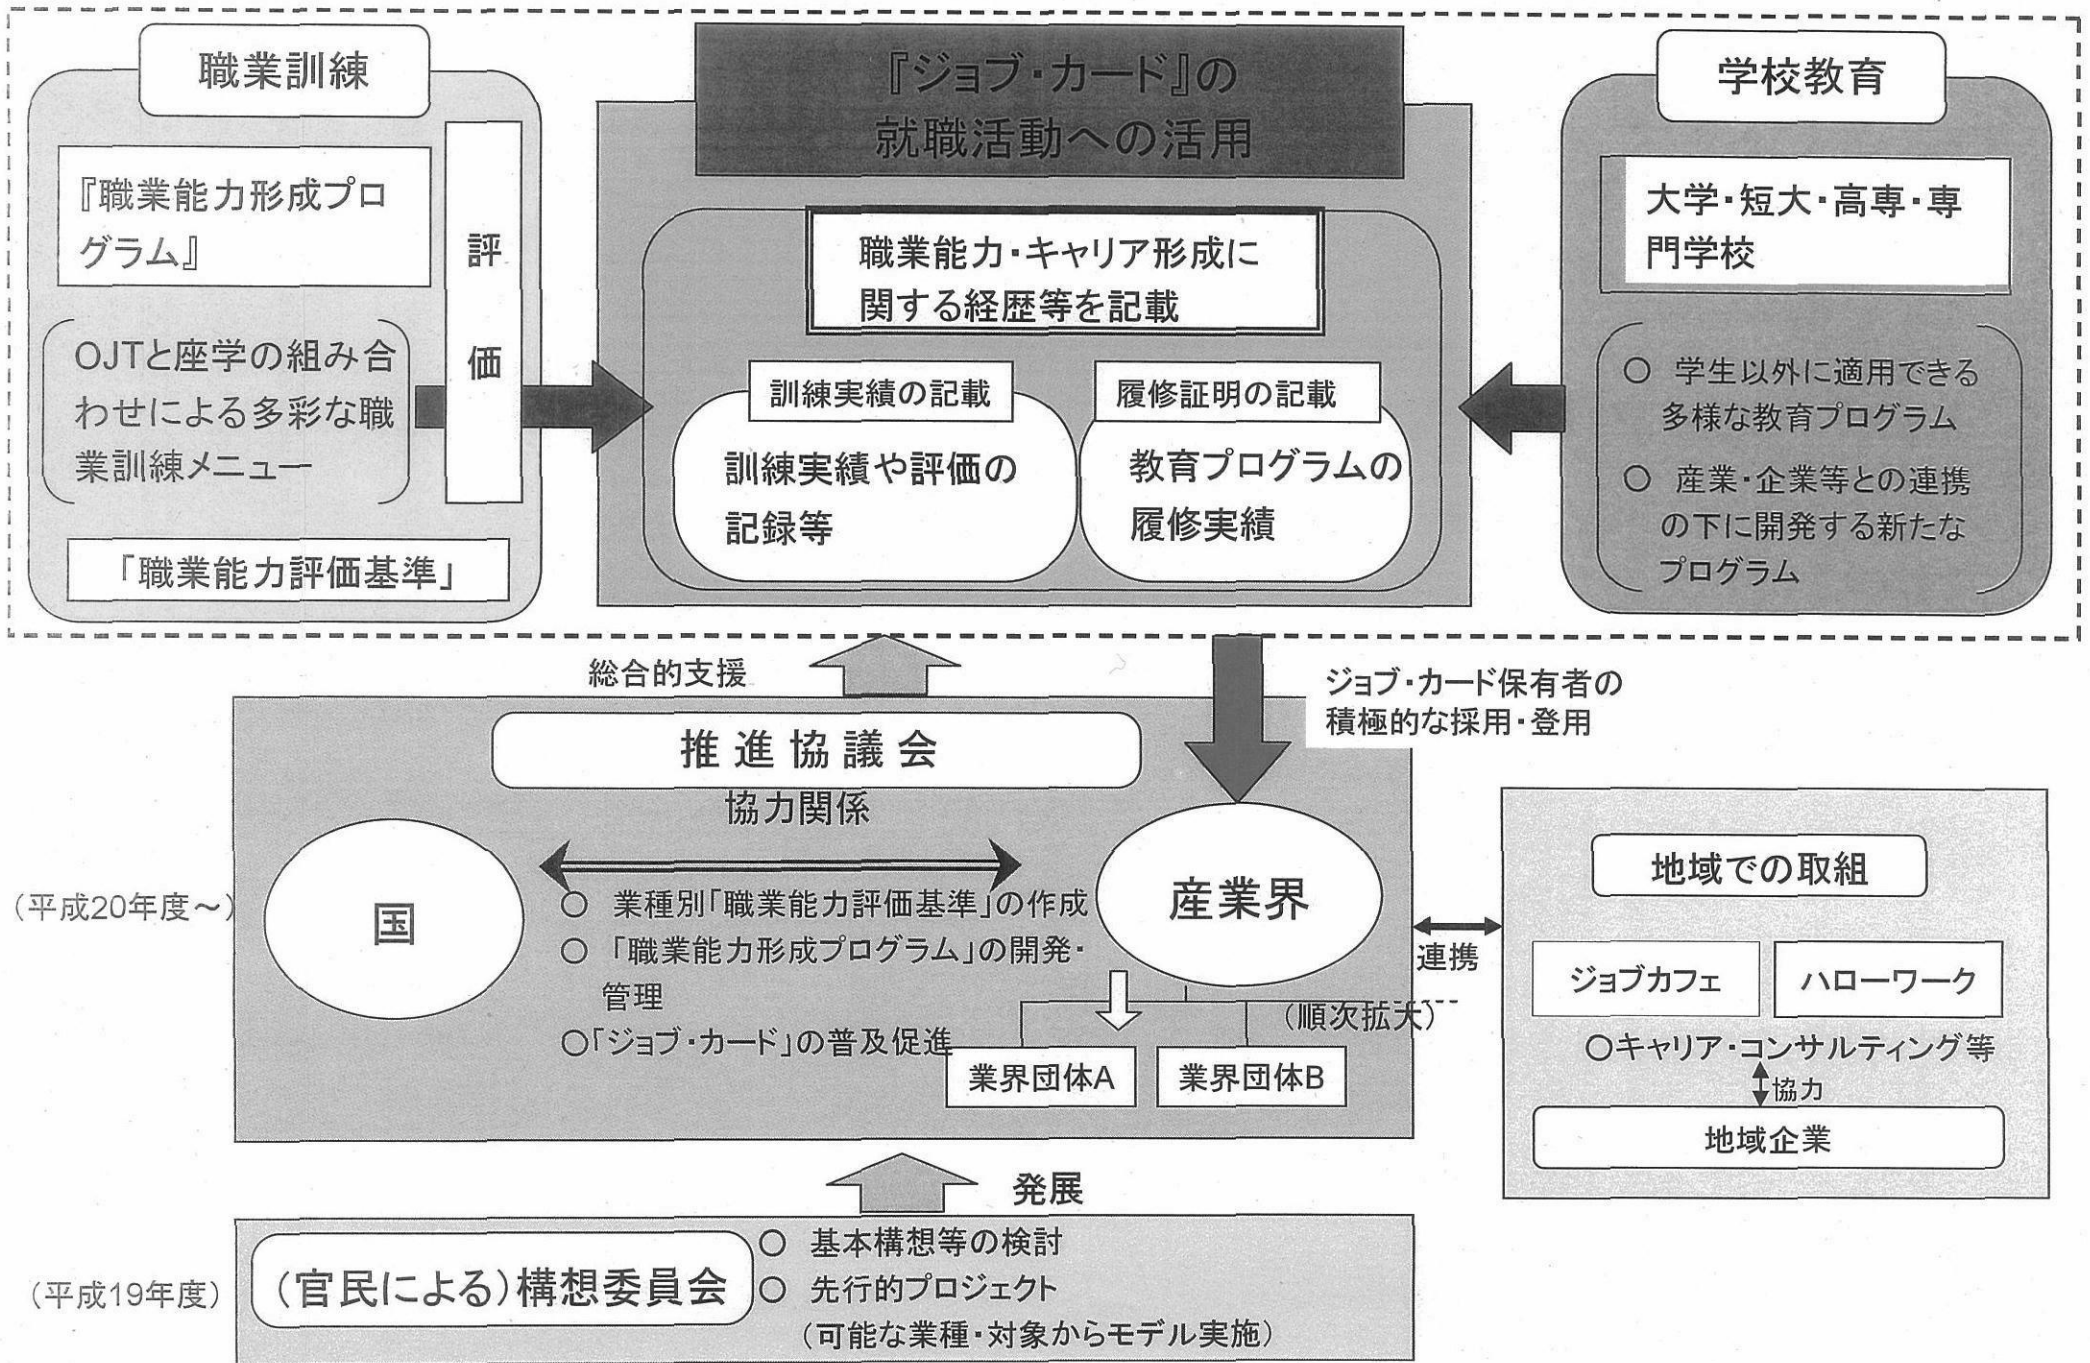 職業訓練
『職業能力形成プロ
グラム』
評
価
OJTと座学の組み合
わせによる多彩な職
業訓練メニュー
「職業能力評価基準」
『ジョブ・カード』の
就職活動への活用
職業能力・キャリア形成に
関する経歴等を記載
訓練実績の記載
訓練実績や評価の
記録等
履修証明の記載
教育プログラムの
履修実績
学校教育
大学・短大・高専・専
門学校
○ 学生以外に適用できる
多様な教育プログラム
○ 産業・企業等との連携
の下に開発する新たな
プログラム
総合的支援
ジョブ・カード保有者の
積極的な採用・登用
(平成20年度～)
推進協議会
協力関係
国
○ 業種別「職業能力評価基準」の作成
○ 「職業能力形成プログラム」の開発・
管理
○「ジョブ・カード」の普及促進
産業界
(順次拡大)
業界団体A
業界団体B
連携
地域での取組
ジョブカフェ
ハローワーク
○キャリア・コンサルティング等
協力
地域企業
発展
(平成19年度)
(官民による)構想委員会
○ 基本構想等の検討
○ 先行的プロジェクト
(可能な業種・対象からモデル実施)